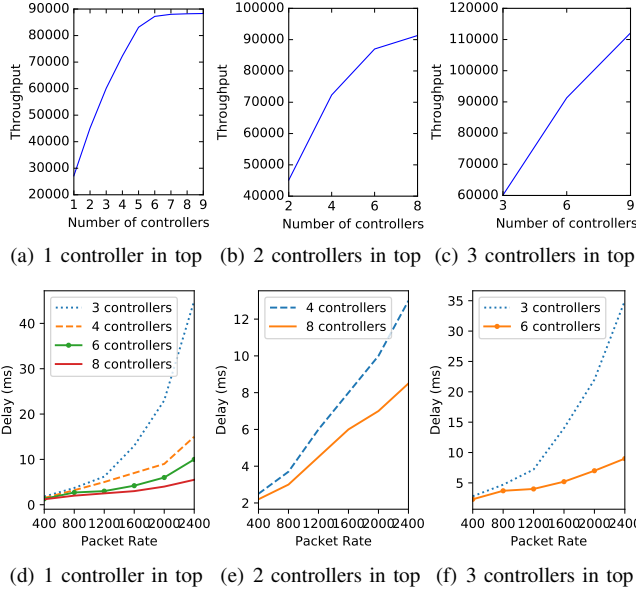 90000
80000
70000
60000
50000
40000
30000
20000
Throughput
1 2 3 4 5 6 7 8 9
Number of controllers
(a) 1 controller in top
100000
90000
80000
70000
60000
50000
40000
Throughput
2 4 6 8
Number of controllers
(b) 2 controllers in top
120000
110000
100000
90000
80000
70000
60000
Throughput
3 6 9
Number of controllers
(c) 3 controllers in top
3 controllers
4 controllers
6 controllers
8 controllers
40
30
20
10
0
Delay (ms)
400 800 1200 1600 2000 2400
Packet Rate
(d) 1 controller in top
4 controllers
8 controllers
12
10
8
6
4
2
Delay (ms)
400 800 1200 1600 2000 2400
Packet Rate
(e) 2 controllers in top
3 controllers
6 controllers
35
30
25
20
15
10
5
Delay (ms)
400 800 1200 1600 2000 2400
Packet Rate
(f) 3 controllers in top